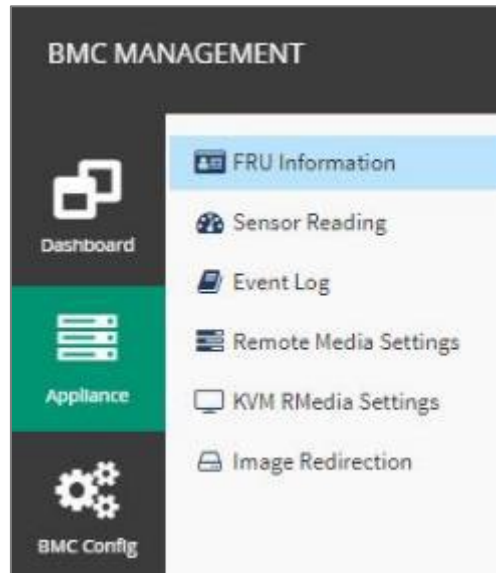 BMC MANAGEMENT
Dashboard
Appliance
BMC Config
FRU Information
Sensor Reading
Event Log
Remote Media Settings
KVM RMedia Settings
Image Redirection